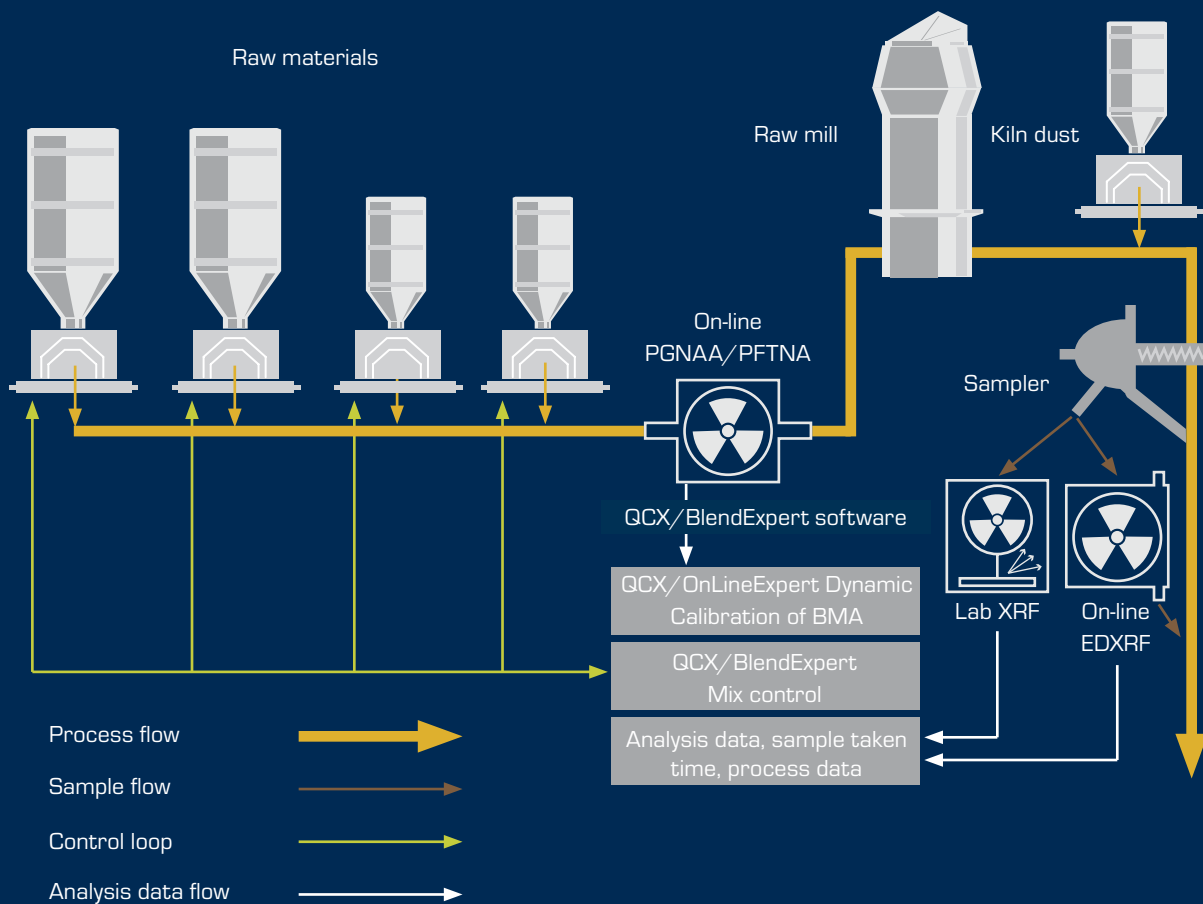 Raw materials
Raw mill
Kiln dust
On-line
PGNAA/PFTNA
Sampler
QCX/BlendExpert software
QCX/OnLineExpert Dynamic
Calibration of BMA
Lab XRF
On-line
EDXRF
QCX/BlendExpert
Mix control
Analysis data, sample taken
time, process data
Process flow
Sample flow
Control loop
Analysis data flow